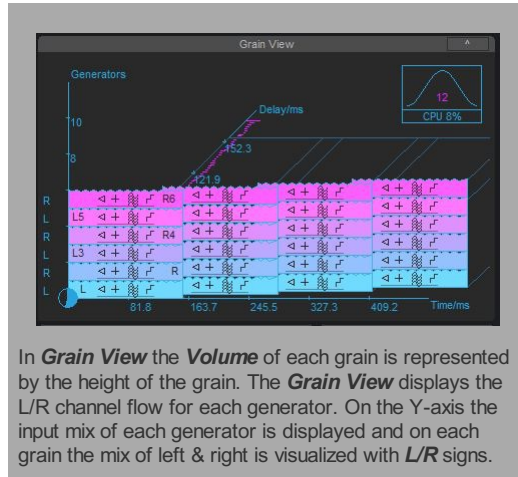 Grain View ^
Generators
Delay/ms
12
CPU 8%
10
152.3
8
121.9
R R6
L L5
R R4
L L3
R R
L L
81.8 163.7 245.5 327.3 409.2 Time/ms
In Grain View the Volume of each grain is represented
by the height of the grain. The Grain View displays the
L/R channel flow for each generator. On the Y-axis the
input mix of each generator is displayed and on each
grain the mix of left & right is visualized with L/R signs.